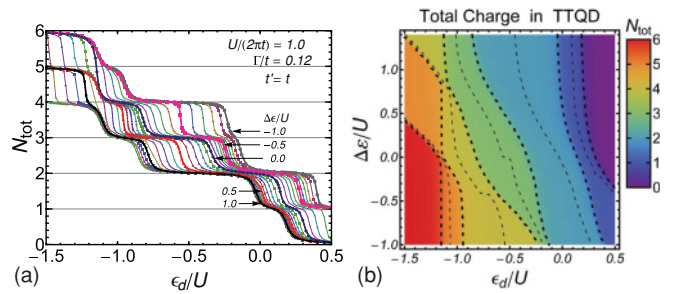 6
5
4
3
2
1
0
N_tot
U/(2πt) = 1.0
Γ/t = 0.12
t' = t
Δε/U
-1.0
-0.5
0.0
0.5
1.0
-1.5 -1.0 -0.5 0.0 0.5
ϵ_d/U
(a)
Total Charge in TTQD
N_tot
1.0
0.5
0.0
-0.5
-1.0
Δε/U
-1.5 -1.0 -0.5 0.0 0.5
ϵ_d/U
6
5
4
3
2
1
0
(b)